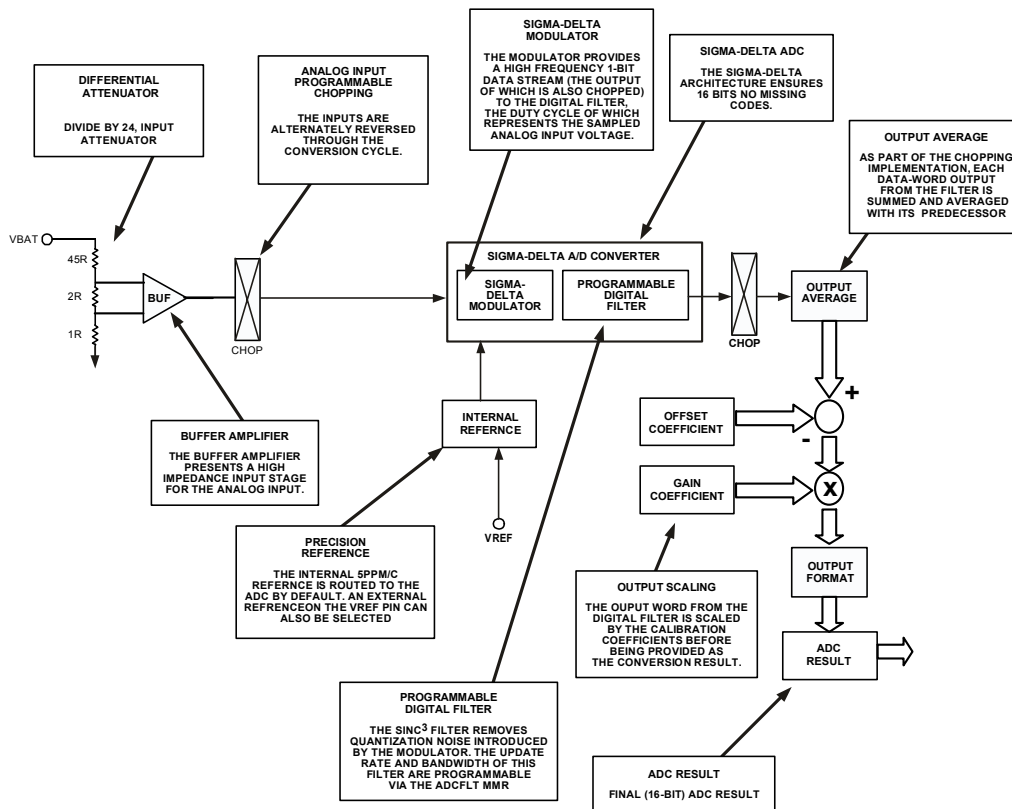 DIFFERENTIAL
ATTENUATOR
DIVIDE BY 24, INPUT
ATTENUATOR
ANALOG INPUT
PROGRAMMABLE
CHOPPING
THE INPUTS ARE
ALTERNATELY REVERSED
THROUGH THE
CONVERSION CYCLE.
SIGMA-DELTA
MODULATOR
THE MODULATOR PROVIDES
A HIGH FREQUENCY 1-BIT
DATA STREAM (THE OUTPUT
OF WHICH IS ALSO CHOPPED)
TO THE DIGITAL FILTER,
THE DUTY CYCLE OF WHICH
REPRESENTS THE SAMPLED
ANALOG INPUT VOLTAGE.
SIGMA-DELTA ADC
THE SIGMA-DELTA
ARCHITECTURE ENSURES
16 BITS NO MISSING
CODES.
OUTPUT AVERAGE
AS PART OF THE CHOPPING
IMPLEMENTATION, EACH
DATA-WORD OUTPUT
FROM THE FILTER IS
SUMMED AND AVERAGED
WITH ITS PREDECESSOR
VBAT
45R
2R
1R
BUF
CHOP
SIGMA-DELTA A/D CONVERTER
SIGMA-
DELTA
MODULATOR
PROGRAMMABLE
DIGITAL
FILTER
CHOP
OUTPUT
AVERAGE
+
OFFSET
COEFFICIENT
-
GAIN
COEFFICIENT
X
OUTPUT
FORMAT
ADC
RESULT
INTERNAL
REFERNCE
VREF
BUFFER AMPLIFIER
THE BUFFER AMPLIFIER
PRESENTS A HIGH
IMPEDANCE INPUT STAGE
FOR THE ANALOG INPUT.
PRECISION
REFERENCE
THE INTERNAL 5PPM/C
REFERNCE IS ROUTED TO THE
ADC BY DEFAULT. AN EXTERNAL
REFRENCEON THE VREF PIN CAN
ALSO BE SELECTED
OUTPUT SCALING
THE OUPUT WORD FROM THE
DIGITAL FILTER IS SCALED
BY THE CALIBRATION
COEFFICIENTS BEFORE
BEING PROVIDED AS
THE CONVERSION RESULT.
PROGRAMMABLE
DIGITAL FILTER
THE SINC³ FILTER REMOVES
QUANTIZATION NOISE INTRODUCED
BY THE MODULATOR. THE UPDATE
RATE AND BANDWIDTH OF THIS
FILTER ARE PROGRAMMABLE
VIA THE ADCFLT MMR
ADC RESULT
FINAL (16-BIT) ADC RESULT